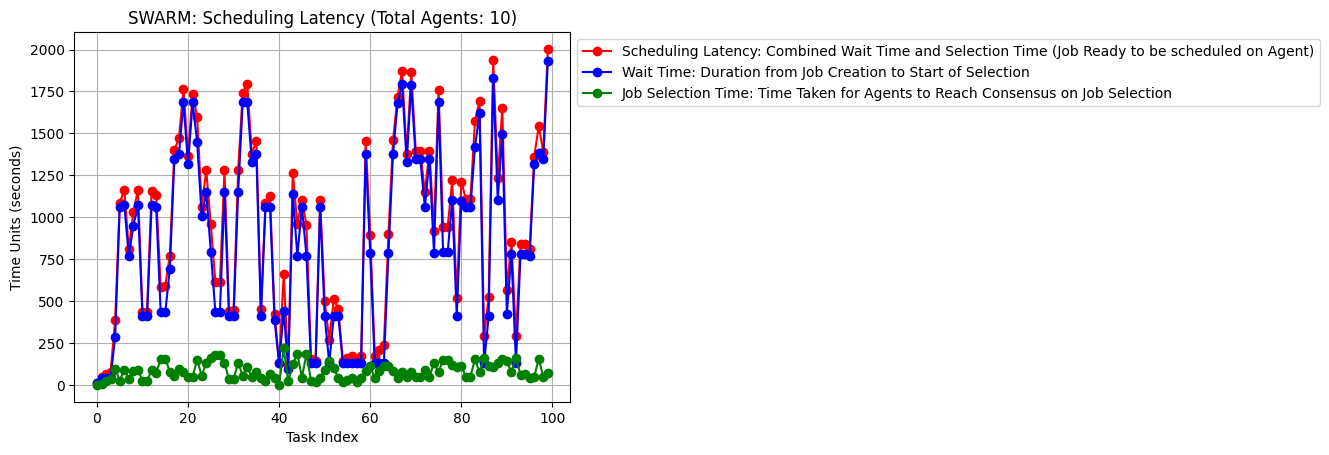 SWARM: Scheduling Latency (Total Agents: 10)
Scheduling Latency: Combined Wait Time and Selection Time (Job Ready to be scheduled on Agent)
Wait Time: Duration from Job Creation to Start of Selection
Job Selection Time: Time Taken for Agents to Reach Consensus on Job Selection
Time Units (seconds)
2000
1750
1500
1250
1000
750
500
250
0
0 20 40 60 80 100
Task Index